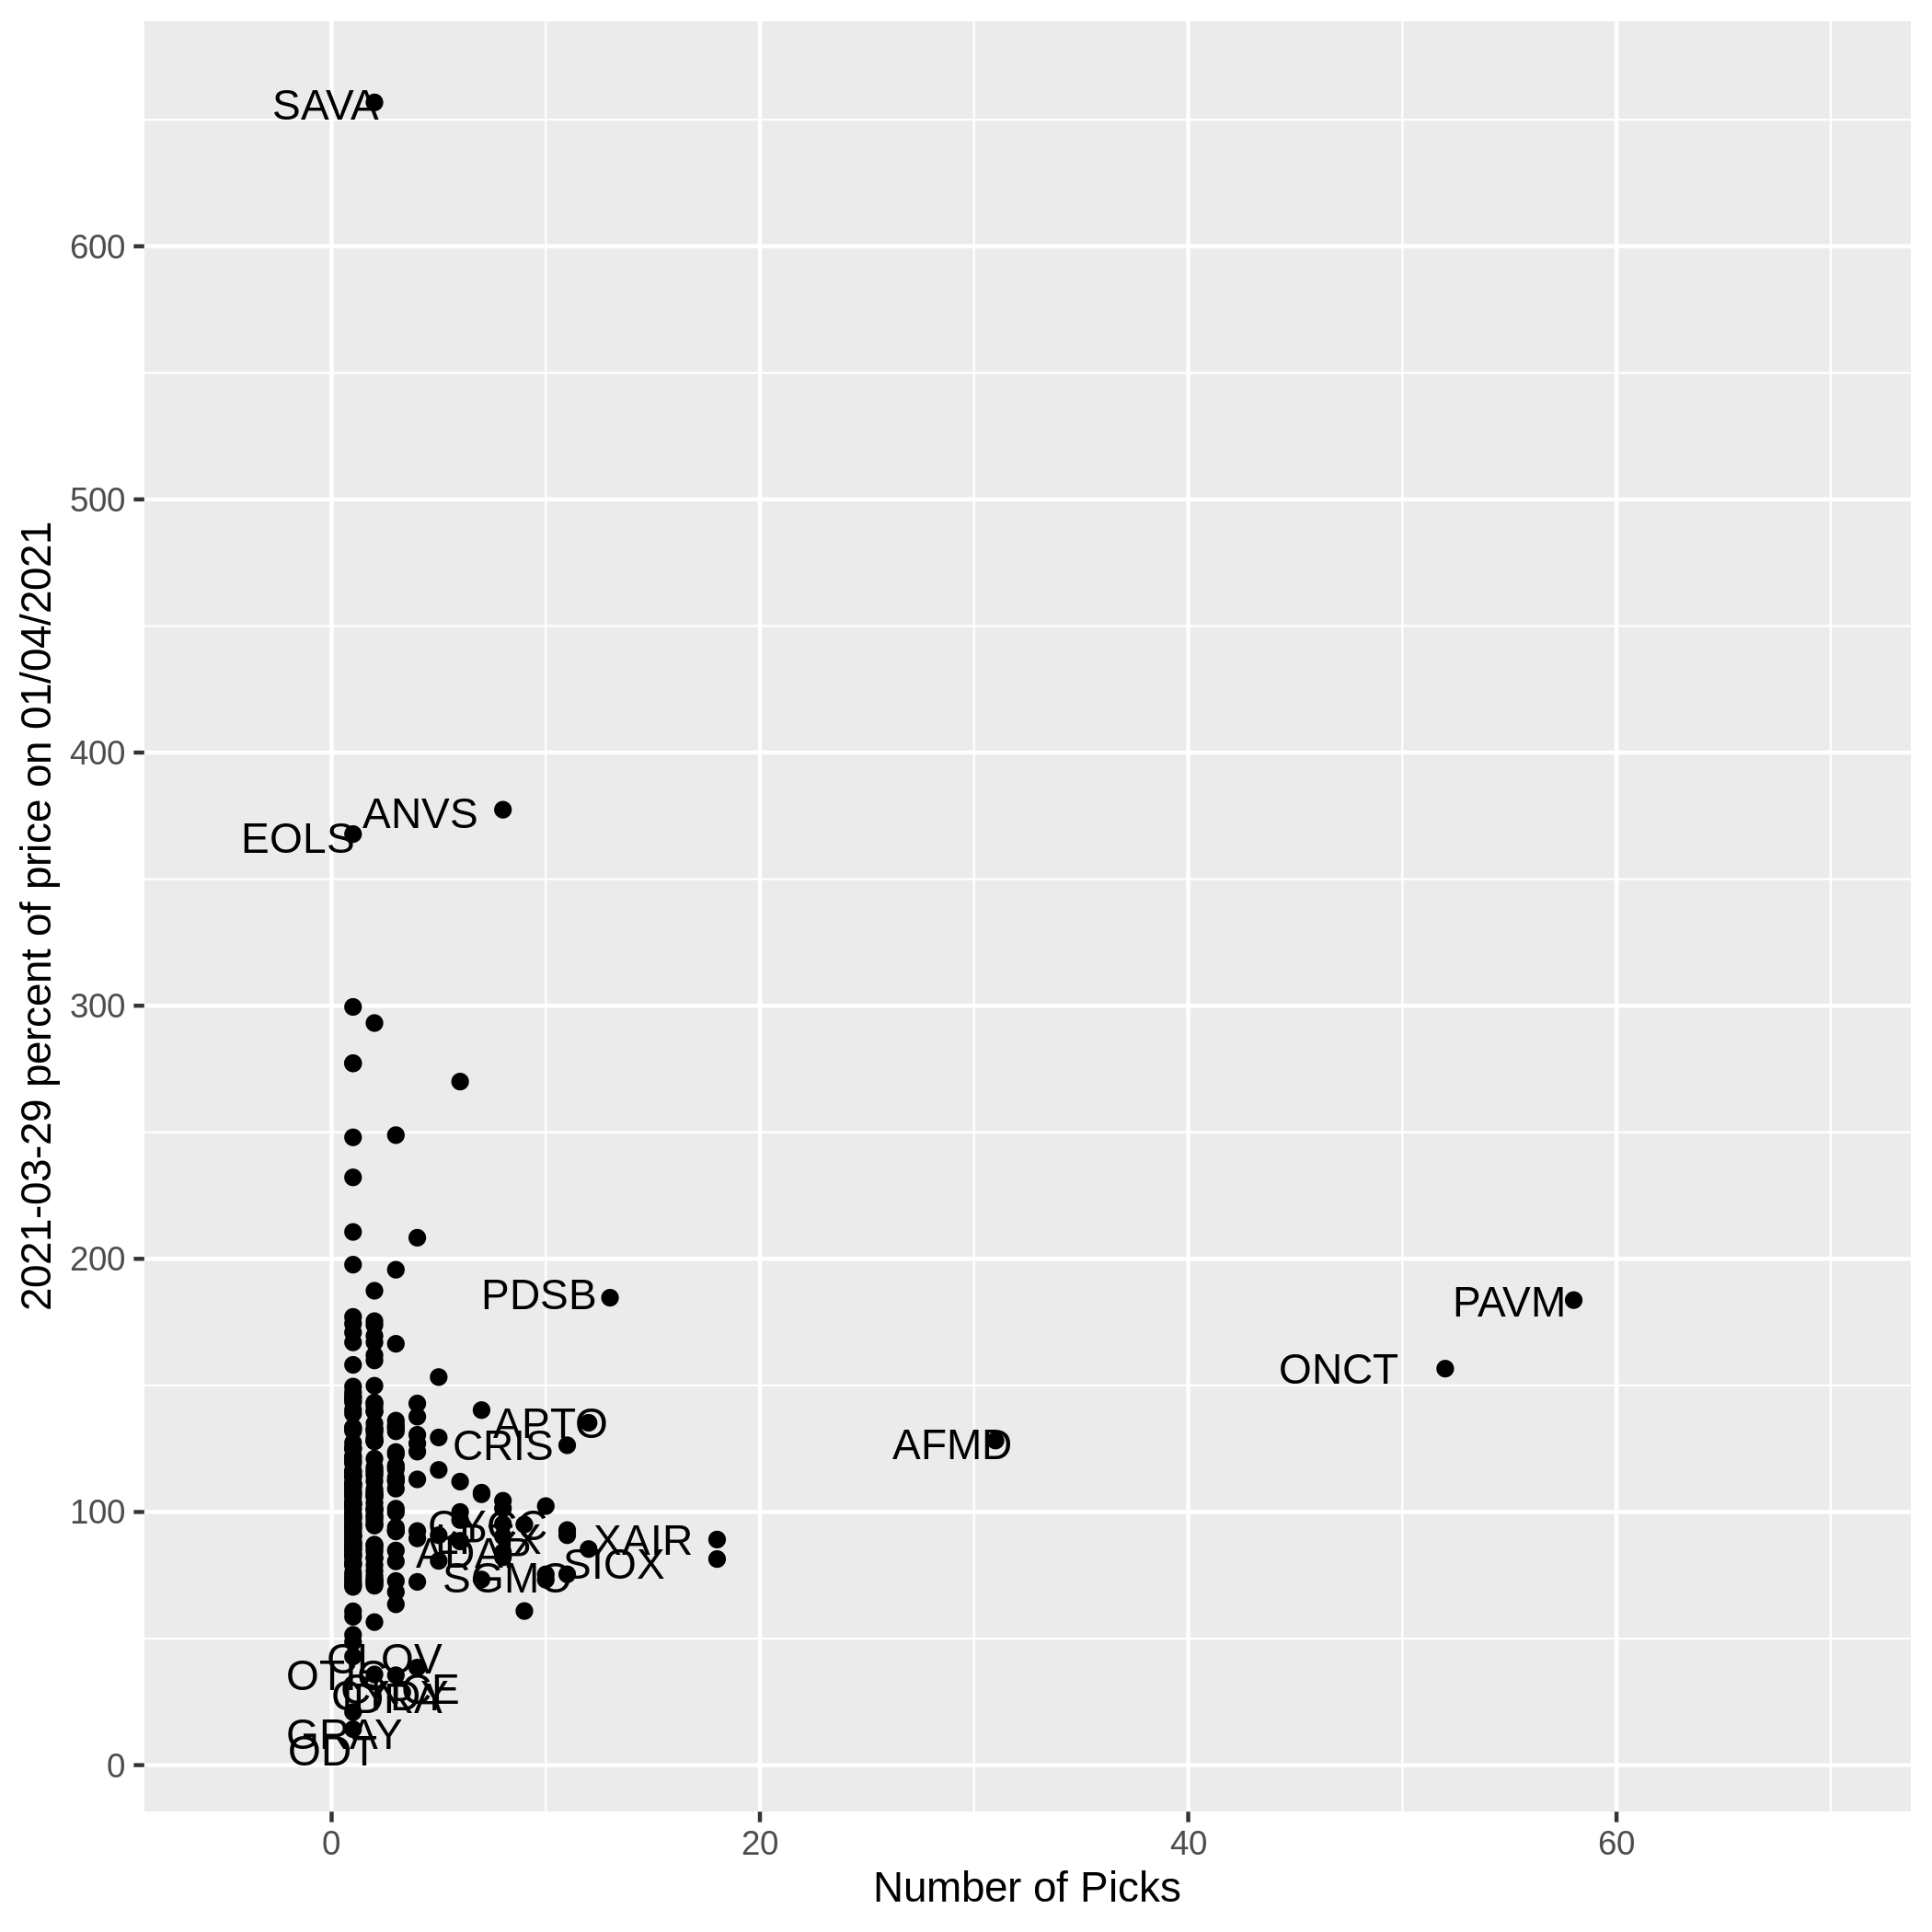 SAVA
600
500
400
ANVS
EOLS
300
200
PDSB
PAVM
ONCT
APTO
CRIS
AFMD
100
XAIR
ADAP
SIOX
SGMO
CLOV
GRAY
ODT
0
0
20
40
60
Number of Picks
2021-03-29 percent of price on 01/04/2021